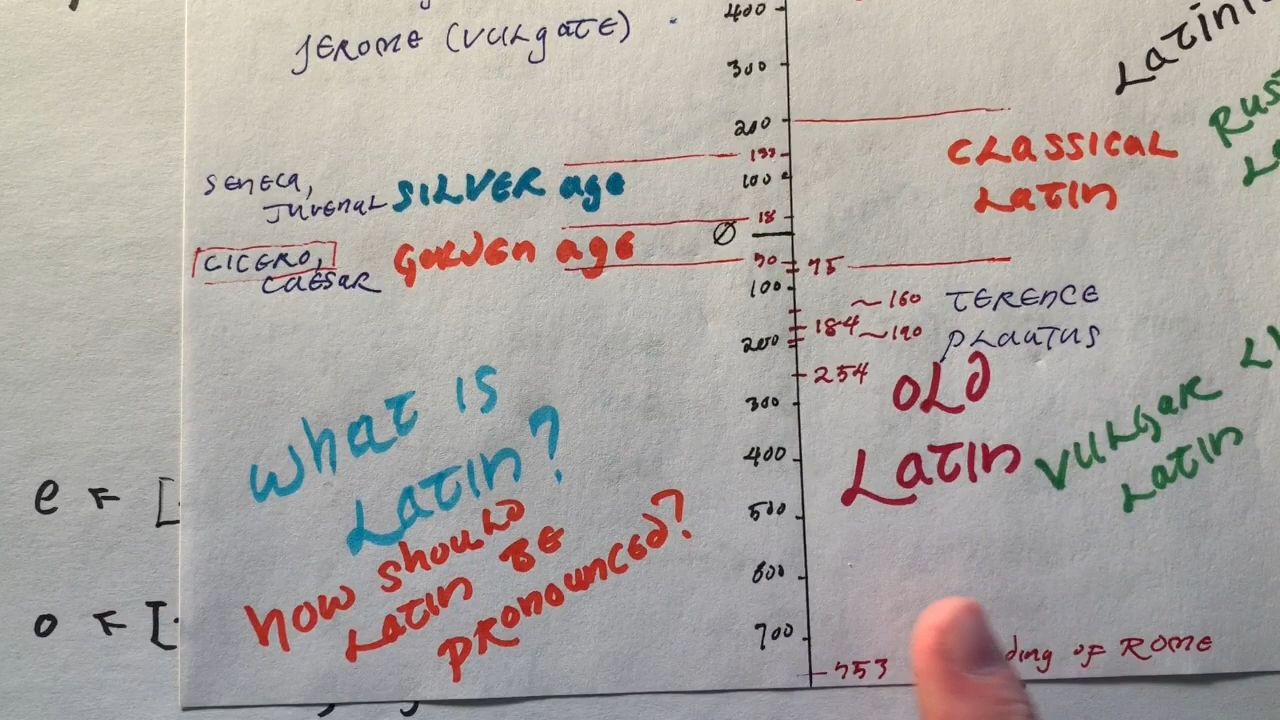 JEROME (VULGATE)
400
300
200
LATINI
RUS
CLASSICAL
LATIN
133
100
SENECA,
JUVENAL
SILVER age
18
Ø
CICERO,
CAESAR
GOLDEN age
75
100
~160 TERENCE
184 ~190 PLAUTUS
200
254
OLD
LATIN
300
400
VULGAR
LATIN
500
600
700
753
ding of ROME
WHAT IS
LATIN?
HOW SHOULD
LATIN BE
PRONOUNCED?
e F [
o F [